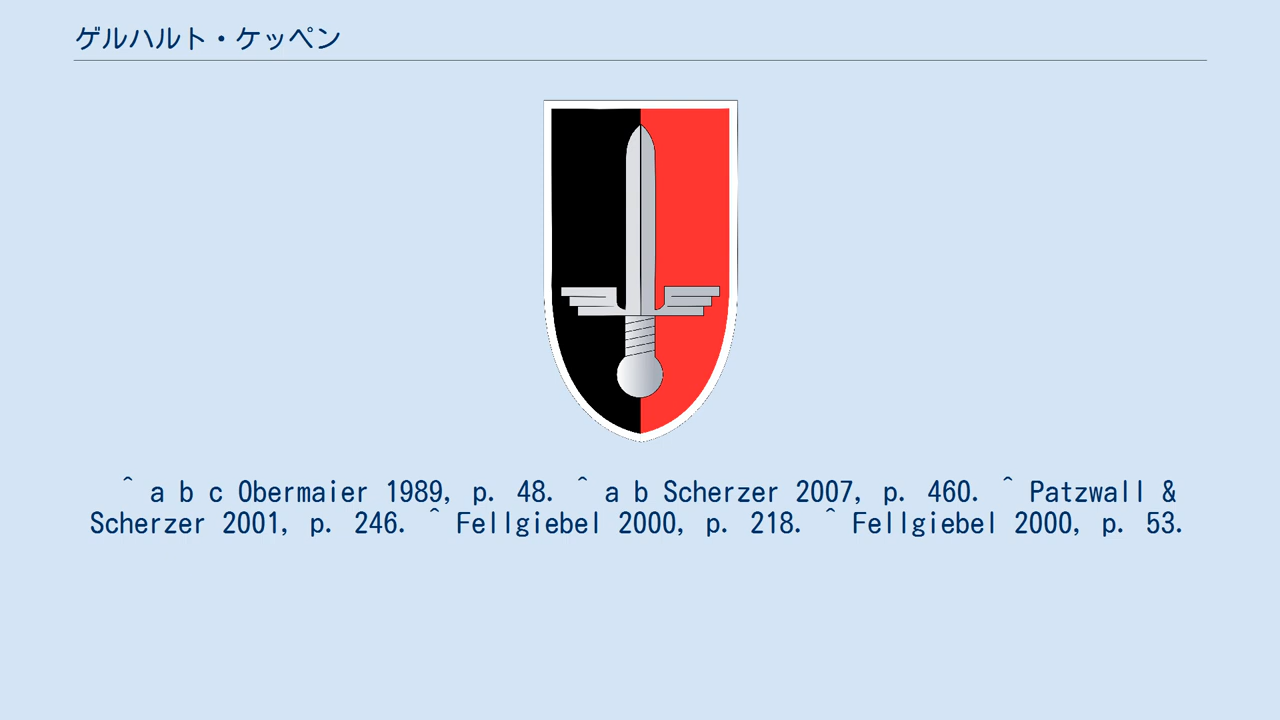 ゲルハルト・ケッペン
^ a b c Obermaier 1989, p. 48. ^ a b Scherzer 2007, p. 460. ^ Patzwall &
Scherzer 2001, p. 246. ^ Fellgiebel 2000, p. 218. ^ Fellgiebel 2000, p. 53.